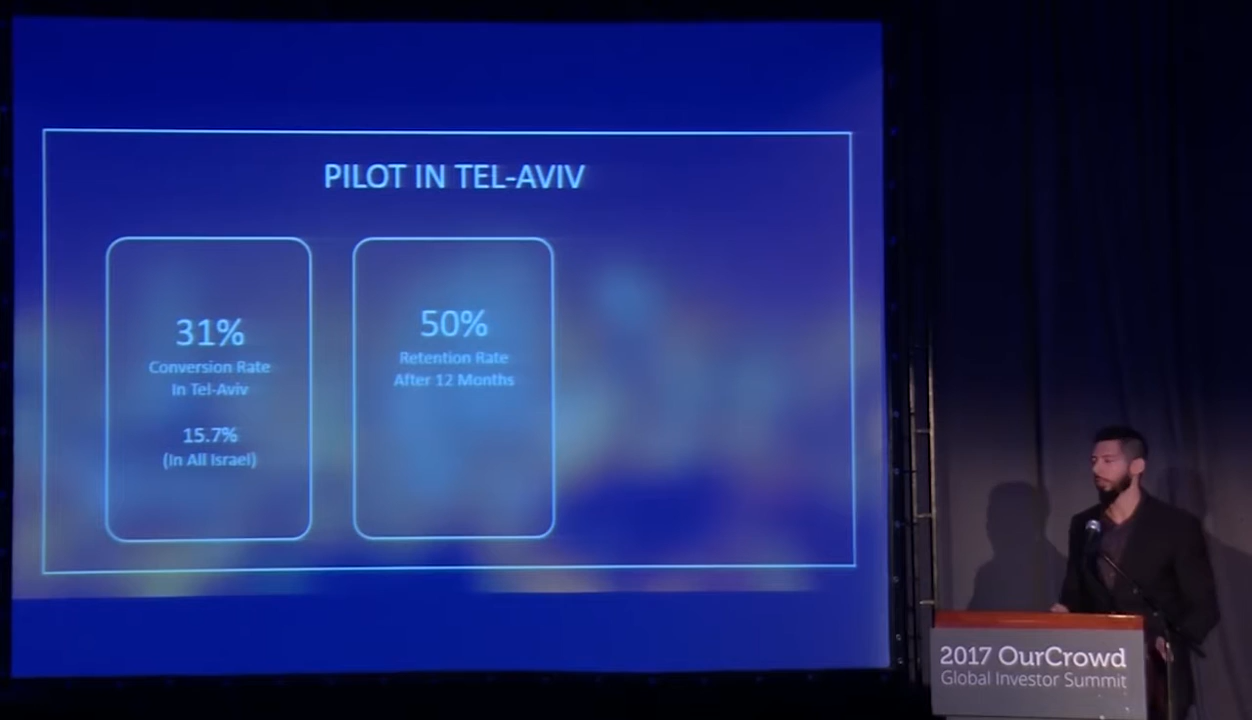 PILOT IN TEL-AVIV
31%
Conversion Rate
In Tel-Aviv
15.7%
(In All Israel)
50%
Retention Rate
After 12 Months
2017 OurCrowd
Global Investor Summit